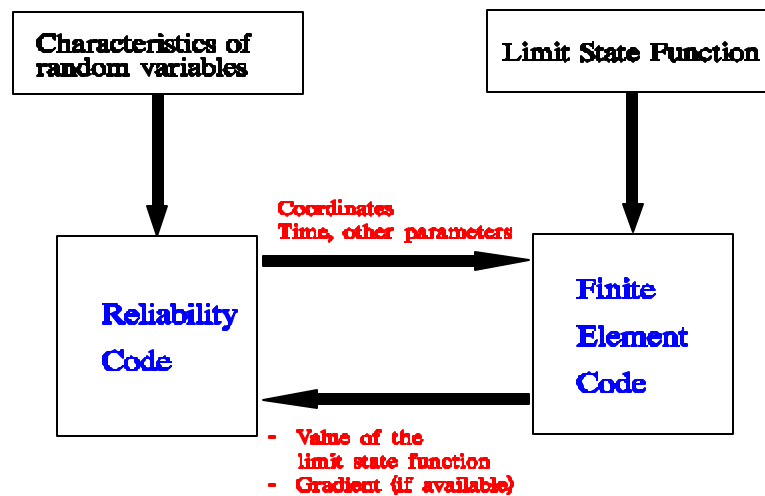 Characteristics of
random variables
Limit State Function
Coordinates
Time, other parameters
Reliability
Code
Finite
Element
Code
- Value of the
limit state function
- Gradient (if available)